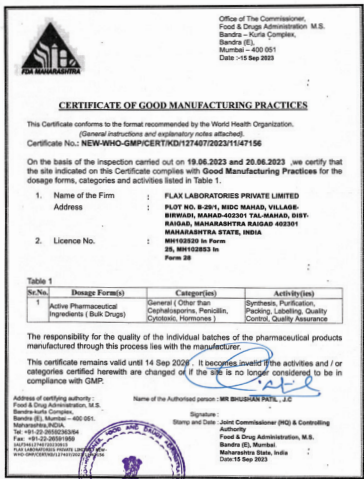 Office of The Commissioner,
Food & Drugs Administration M.S.
Bandra – Kurla Complex,
Bandra (E),
Mumbai – 400 051
Date :-15 Sep 2023
FDA MAHARASHTRA
CERTIFICATE OF GOOD MANUFACTURING PRACTICES
This Certificate conforms to the format recommended by the World Health Organization.
(General instructions and explanatory notes attached).
Certificate No.: NEW-WHO-GMP/CERT/KD/127407/2023/11/47156
On the basis of the inspection carried out on 19.06.2023 and 20.06.2023 ,we certify that
the site indicated on this Certificate complies with Good Manufacturing Practices for the
dosage forms, categories and activities listed in Table 1.
1. Name of the Firm : FLAX LABORATORIES PRIVATE LIMITED
Address : PLOT NO. B-29/1, MIDC MAHAD, VILLAGE-
BIRWADI, MAHAD-402301 TAL-MAHAD, DIST-
RAIGAD, MAHARASHTRA RAIGAD 402301
MAHARASHTRA STATE, INDIA
2. Licence No. : MH102520 in Form
25, MH102853 in
Form 28
Table 1
Sr.No. Dosage Form(s) Category(ies) Activity(ies)
1 Active Pharmaceutical Ingredients ( Bulk Drugs) General ( Other than Cephalosporins, Penicillin, Cytotoxic, Hormones ) Synthesis, Purification, Packing, Labelling, Quality Control, Quality Assurance
The responsibility for the quality of the individual batches of the pharmaceutical products
manufactured through this process lies with the manufacturer.
This certificate remains valid until 14 Sep 2026 . It becomes invalid if the activities and / or
categories certified herewith are changed or if the site is no longer considered to be in
compliance with GMP.
Address of certifying authority :
Food & Drug Administration, M.S.
Bandra-kurla Complex,
Bandra (E), Mumbai – 400 051.
Maharashtra,INDIA.
Tel: +91-22-26592363/64
Fax: +91-22-26591959
FLAX LABORATORIES PRIVATE LIMITED
Name of the Authorised person : MR BHUSHAN PATIL , J.C
Signature :
Stamp and Date : Joint Commissioner (HQ) & Controlling
Authority
Food & Drug Administration, M.S.
Bandra (E), Mumbai.
Maharashtra State, India
Date:15 Sep 2023